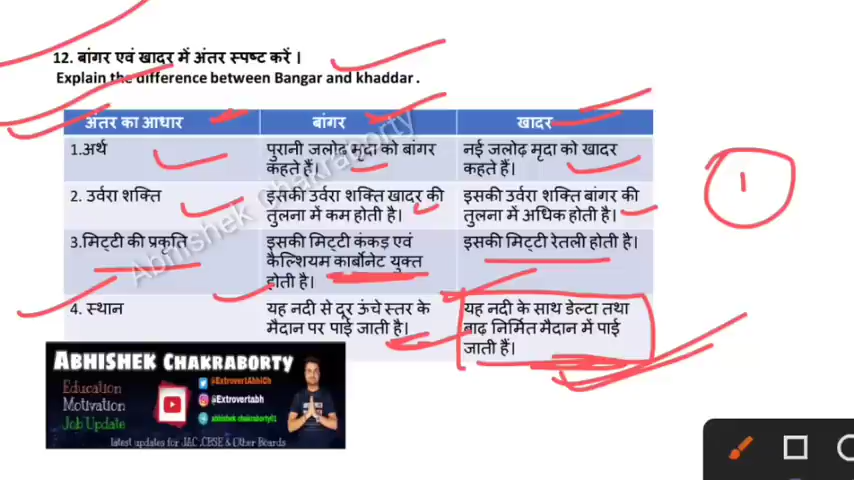 12. बांगर एवं खादर में अंतर स्पष्ट करें ।
Explain the difference between Bangar and khaddar .
अंतर का आधार
बांगर
खादर
1.अर्थ
पुरानी जलोढ़ मृदा को बांगर
कहते हैं।
नई जलोढ़ मृदा को खादर
कहते हैं।
2. उर्वरा शक्ति
इसकी उर्वरा शक्ति खादर की
तुलना में कम होती है।
इसकी उर्वरा शक्ति बांगर की
तुलना में अधिक होती है।
3.मिट्टी की प्रकृति
इसकी मिट्टी कंकड़ एवं
कैल्शियम कार्बोनेट युक्त
होती है।
इसकी मिट्टी रेतली होती है।
4. स्थान
यह नदी से दूर ऊंचे स्तर के
मैदान पर पाई जाती है।
यह नदी के साथ डेल्टा तथा
बाढ़ निर्मित मैदान में पाई
जाती हैं।
1
Abhishek Chakraborty
ABHISHEK CHAKRABORTY
Education
Motivation
Job Update
@ExtrovertAbhiCh
@Extrovertabh
abhishek chakraborty01
latest updates for JAC ,CBSE & Other Boards